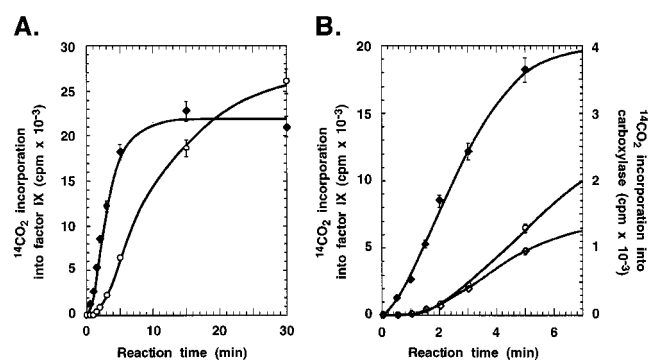 A.
B.
30
25
20
15
10
5
0
¹⁴CO₂ incorporation
into factor IX (cpm x 10⁻³)
0 10 20 30
Reaction time (min)
20
15
10
5
0
¹⁴CO₂ incorporation
into factor IX (cpm x 10⁻³)
0 2 4 6
Reaction time (min)
4
3
2
1
0
¹⁴CO₂ incorporation into
carboxylase (cpm x 10⁻³)